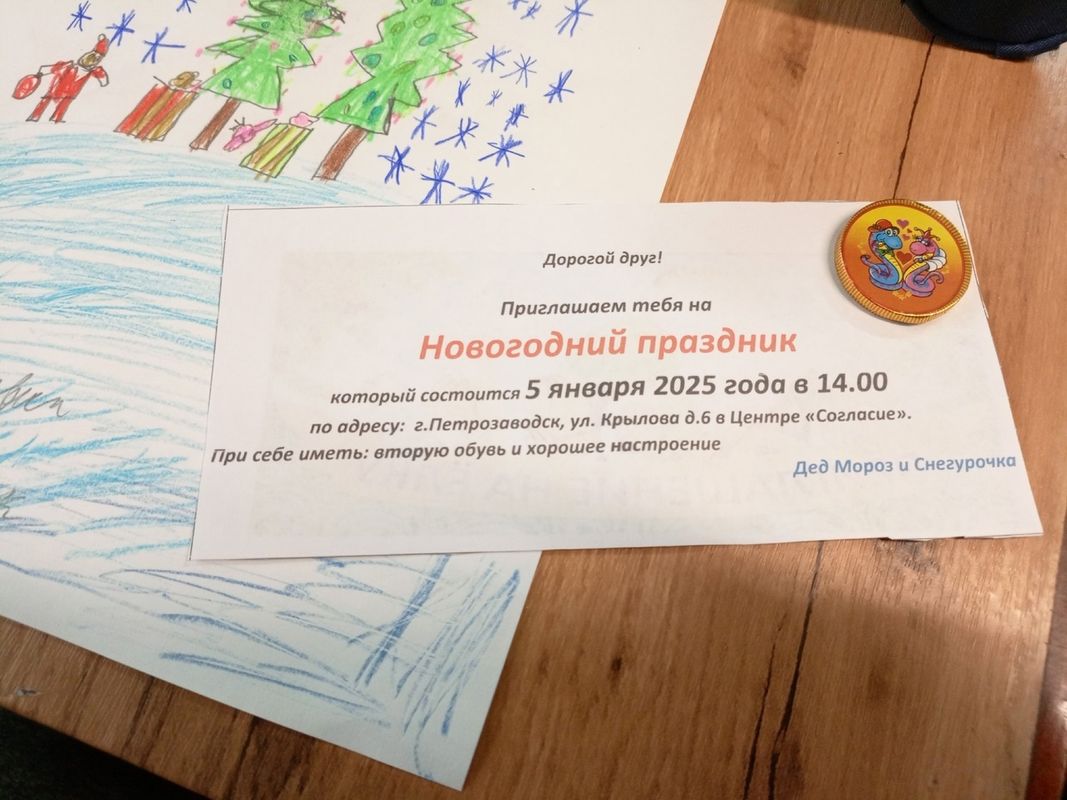 Дорогой друг!
Приглашаем тебя на
Новогодний праздник
который состоится 5 января 2025 года в 14.00
по адресу: г.Петрозаводск, ул. Крылова д.6 в Центре «Согласие».
При себе иметь: вторую обувь и хорошее настроение
Дед Мороз и Снегурочка